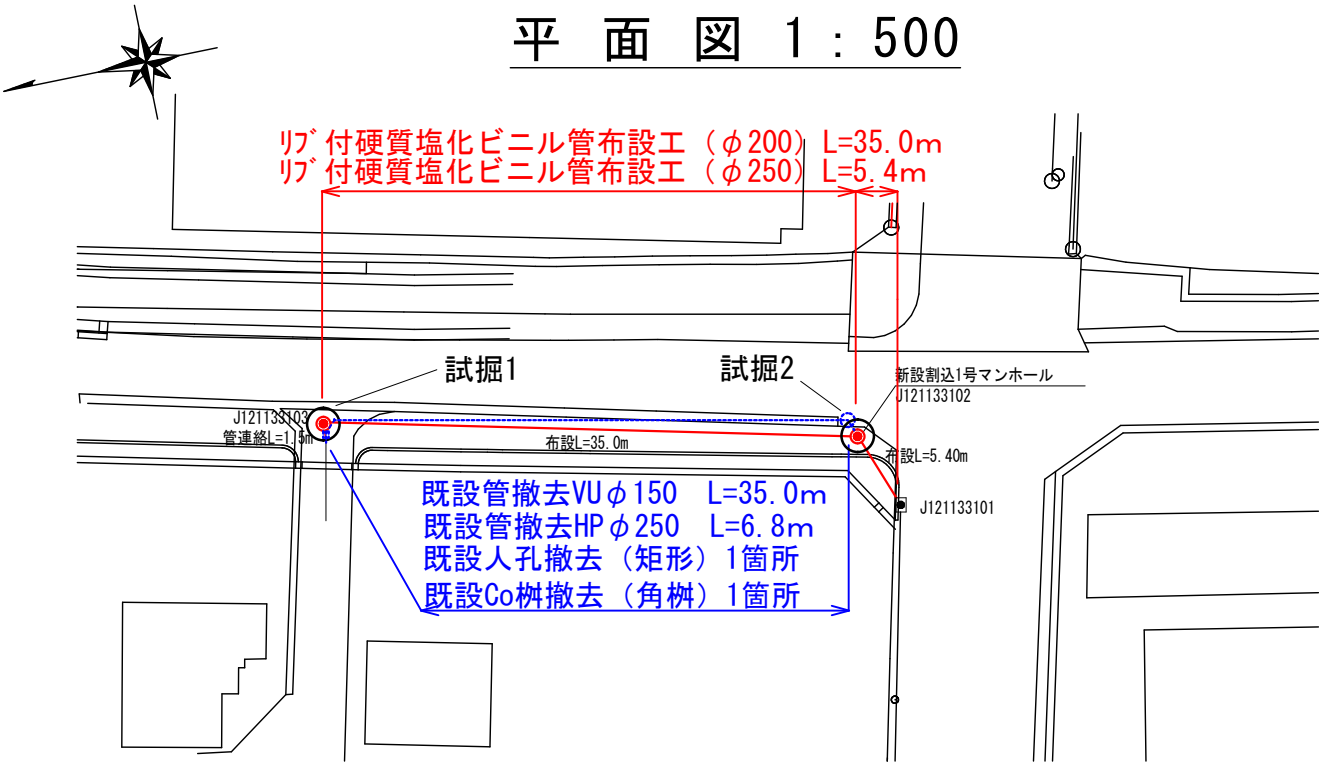 平 面 図 1 : 500
ﾘﾌﾞ付硬質塩化ビニル管布設工（φ200）L=35.0m
ﾘﾌﾞ付硬質塩化ビニル管布設工（φ250）L=5.4m
試掘1
試掘2
新設割込1号マンホール
J121133102
J121133103
管連絡L=1.5m
布設L=35.0m
布設L=5.40m
J121133101
既設管撤去VUφ150 L=35.0m
既設管撤去HPφ250 L=6.8m
既設人孔撤去（矩形）1箇所
既設Co桝撤去（角桝）1箇所